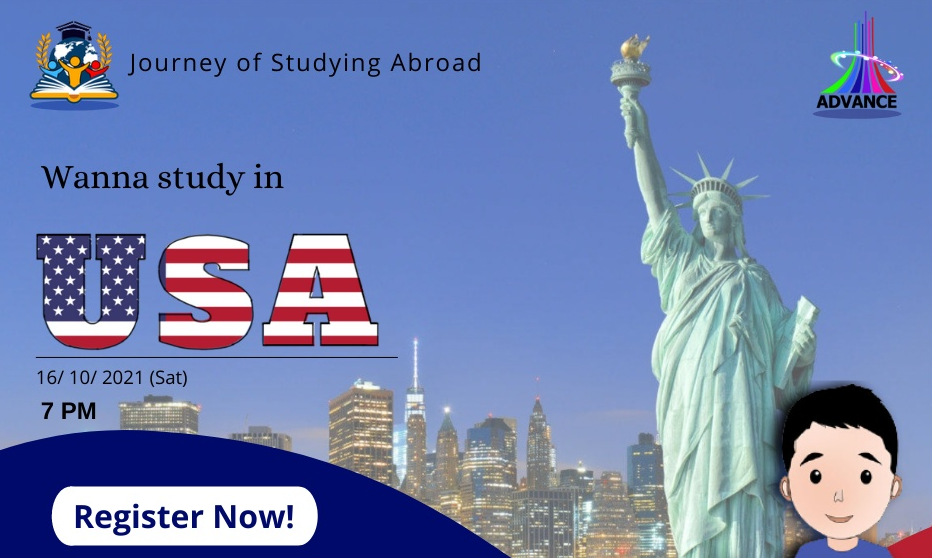 Journey of Studying Abroad
ADVANCE
Wanna study in
USA
16/ 10/ 2021 (Sat)
7 PM
Register Now!